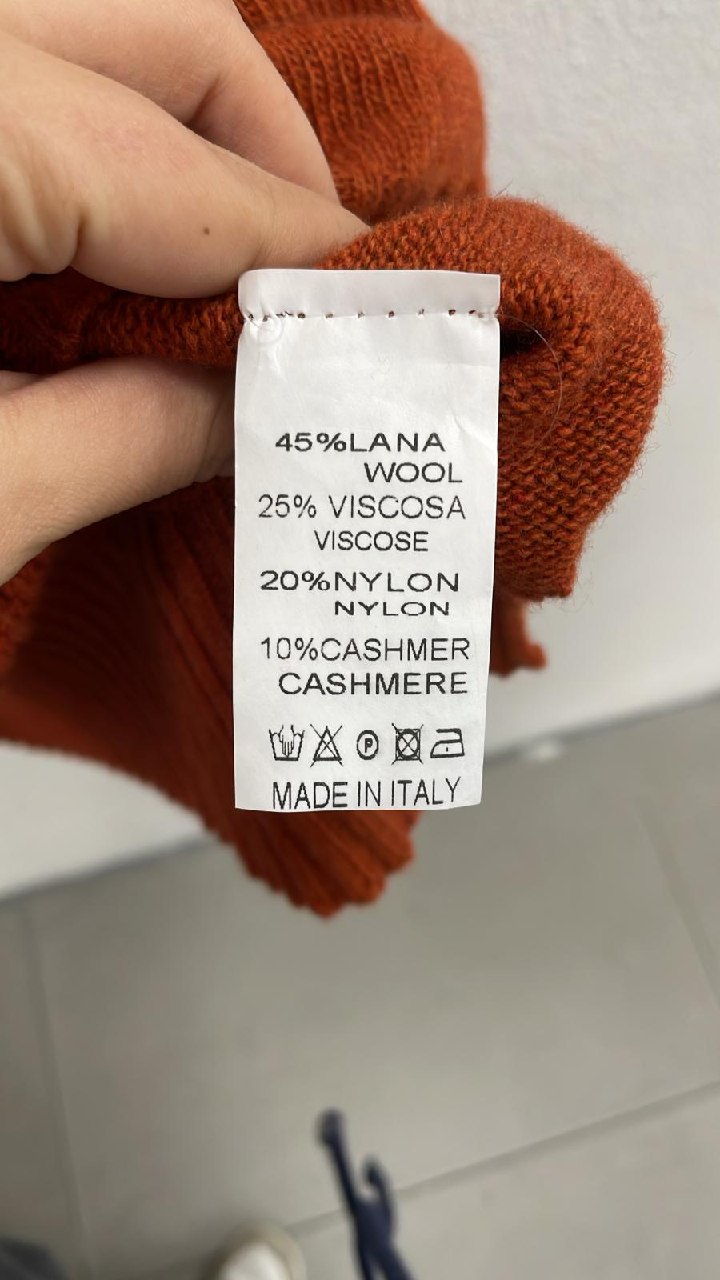 45%LANA
WOOL
25% VISCOSA
VISCOSE
20%NYLON
NYLON
10%CASHMER
CASHMERE
P
MADE IN ITALY